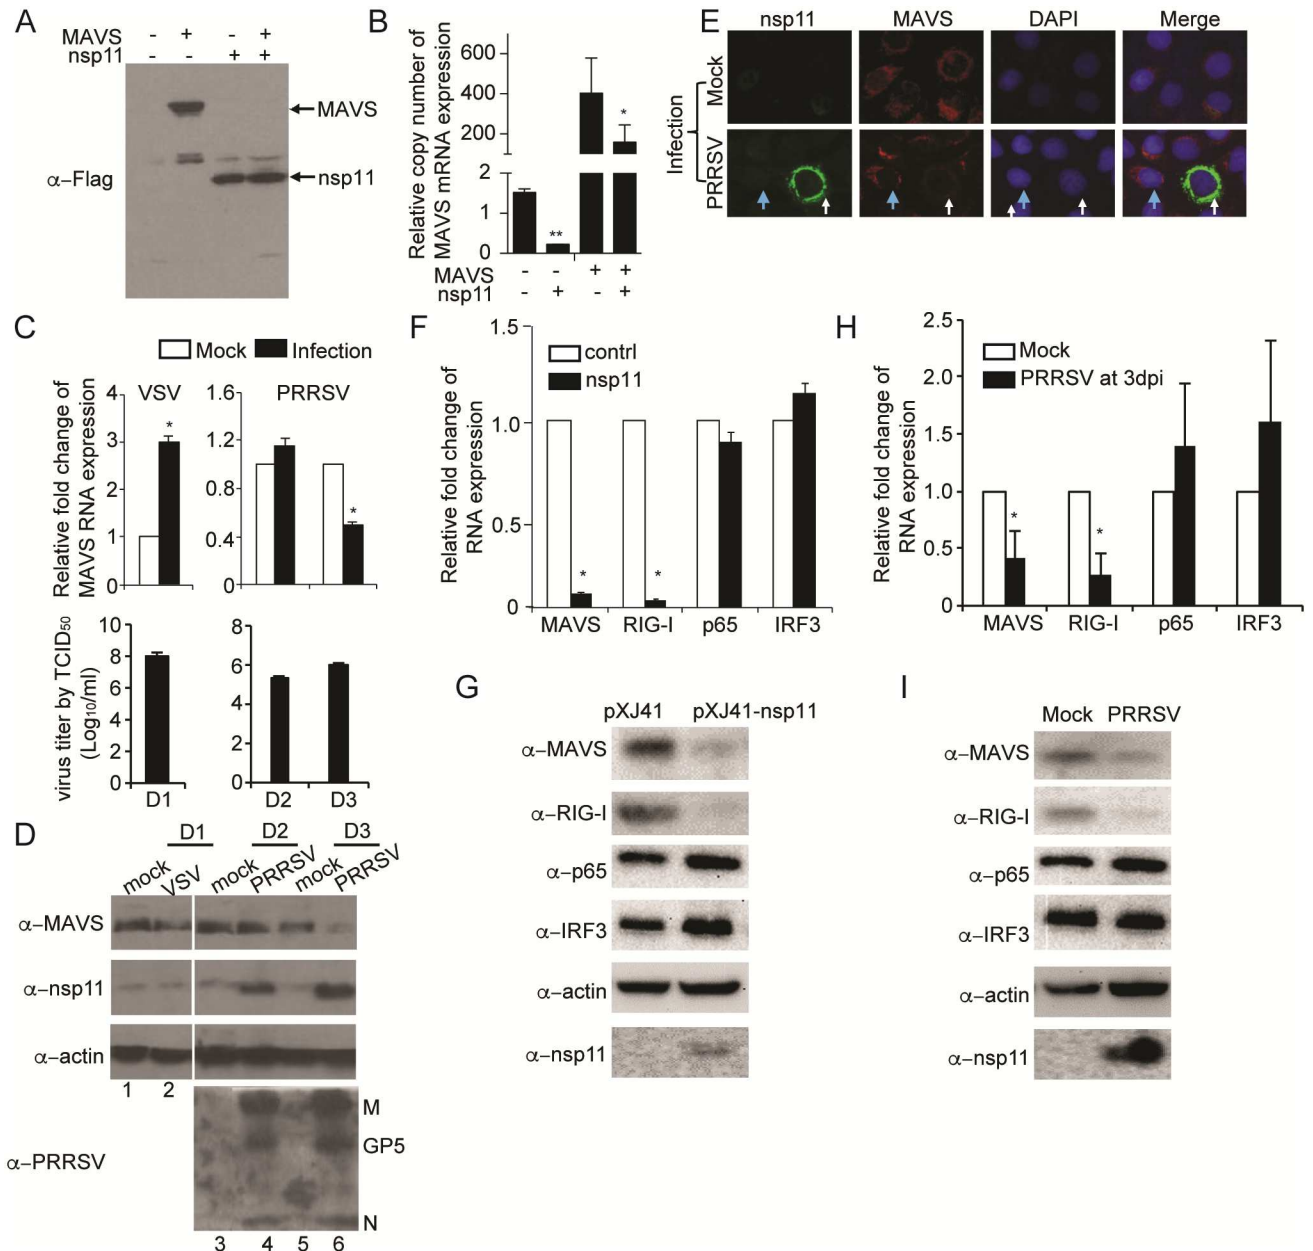 A
MAVS - + - +
nsp11 - - + +
MAVS
α–Flag
nsp11
B
Relative copy number of
MAVS mRNA expression
600
400
200
2
1
0
**
*
MAVS - - + +
nsp11 - + - +
E
nsp11 MAVS DAPI Merge
Infection
Mock
PRRSV
C
Mock Infection
Relative fold change of
MAVS RNA expression
VSV
4
3
2
1
0
*
PRRSV
1.6
1.2
0.8
0.4
0
*
virus titer by TCID50
(Log10/ml)
10
8
6
4
2
0
D1
8
6
4
2
0
D2 D3
D
D1 D2 D3
mock VSV mock PRRSV mock PRRSV
α–MAVS
α–nsp11
α–actin
1 2
α–PRRSV
M
GP5
N
3 4 5 6
F
Relative fold change of
RNA expression
1.5
1.0
0.5
0
contrl
nsp11
* *
MAVS RIG-I p65 IRF3
G
pXJ41 pXJ41-nsp11
α–MAVS
α–RIG-I
α–p65
α–IRF3
α–actin
α–nsp11
H
Relative fold change of
RNA expression
2.5
2.0
1.5
1.0
0.5
0
Mock
PRRSV at 3dpi
* *
MAVS RIG-I p65 IRF3
I
Mock PRRSV
α–MAVS
α–RIG-I
α–p65
α–IRF3
α–actin
α–nsp11